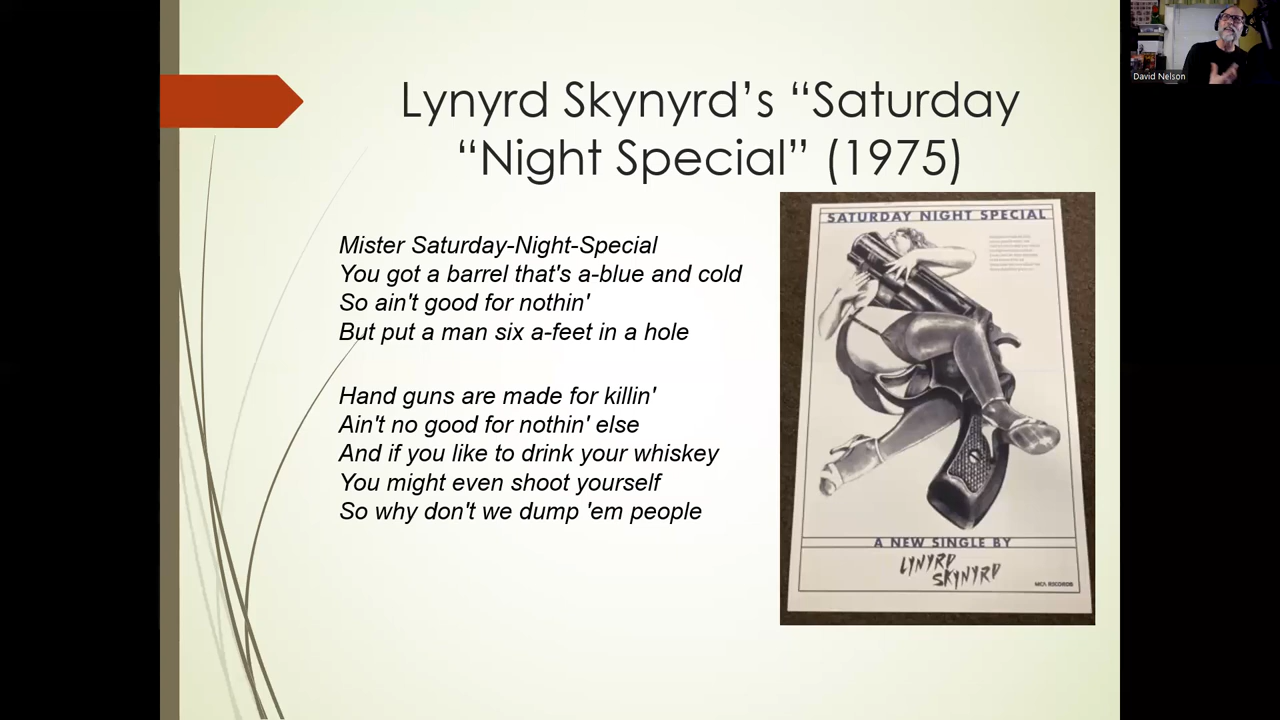 Lynyrd Skynyrd’s “Saturday
“Night Special” (1975)
Mister Saturday-Night-Special
You got a barrel that's a-blue and cold
So ain't good for nothin'
But put a man six a-feet in a hole
Hand guns are made for killin'
Ain't no good for nothin' else
And if you like to drink your whiskey
You might even shoot yourself
So why don't we dump 'em people
SATURDAY NIGHT SPECIAL
A NEW SINGLE BY
LYNYRD
SKYNYRD
MCA RECORDS
David Nelson